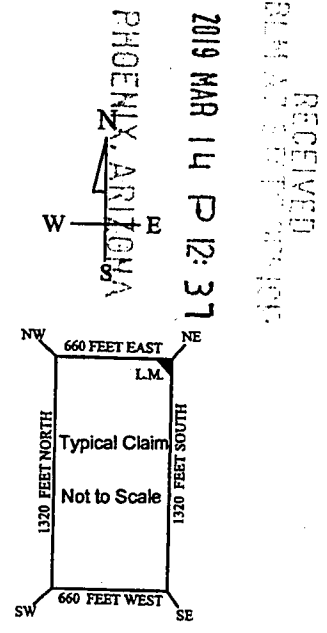 RECEIVED
2019 MAR 14 P 12: 37
PHOENIX, ARIZONA
N
W E
S
NW NE
660 FEET EAST
L.M.
1320 FEET NORTH
Typical Claim
Not to Scale
1320 FEET SOUTH
660 FEET WEST
SW SE